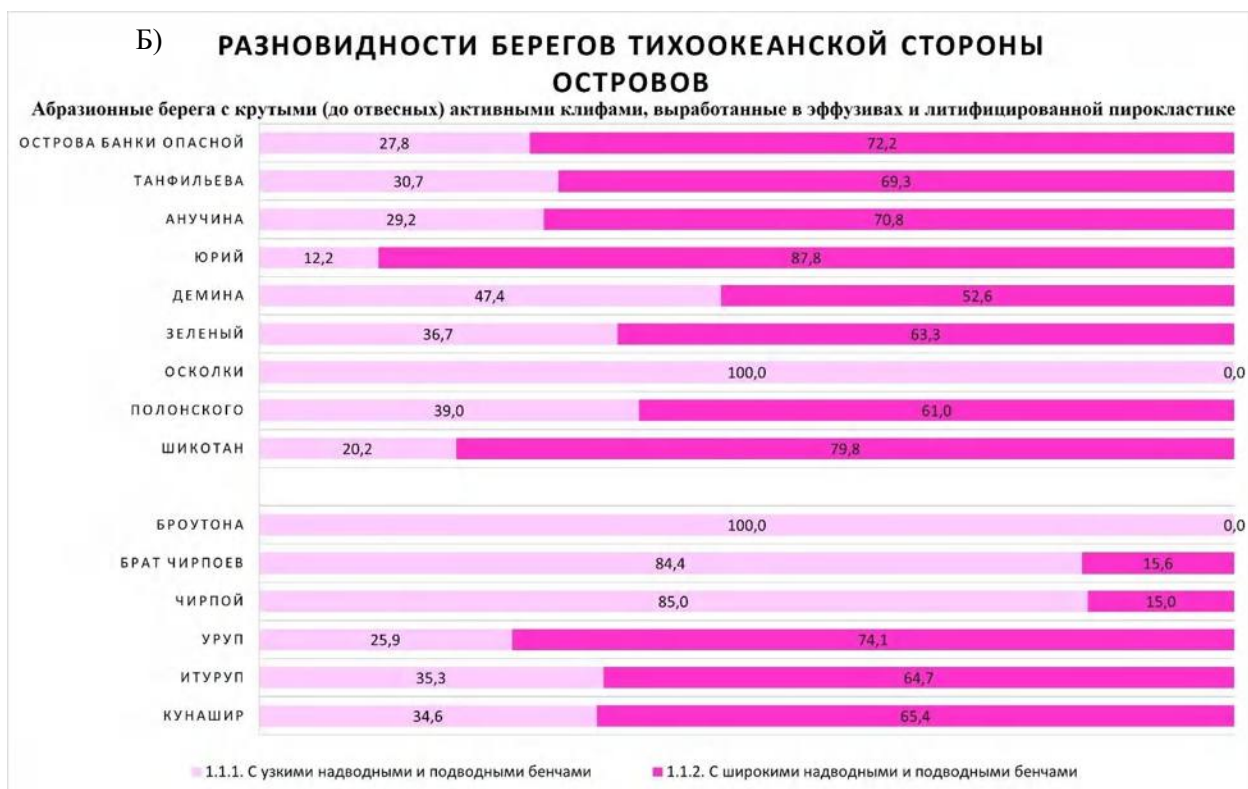 Б)
РАЗНОВИДНОСТИ БЕРЕГОВ ТИХООКЕАНСКОЙ СТОРОНЫ
ОСТРОВОВ
Абразионные берега с крутыми (до отвесных) активными клифами, выработанные в эффузивах и литифицированной пирокластике
ОСТРОВА БАНКИ ОПАСНОЙ 27,8 72,2
ТАНФИЛЬЕВА 30,7 69,3
АНУЧИНА 29,2 70,8
ЮРИЙ 12,2 87,8
ДЕМИНА 47,4 52,6
ЗЕЛЕНЫЙ 36,7 63,3
ОСКОЛКИ 100,0 0,0
ПОЛОНСКОГО 39,0 61,0
ШИКОТАН 20,2 79,8
БРОУТОНА 100,0 0,0
БРАТ ЧИРПОЕВ 84,4 15,6
ЧИРПОЙ 85,0 15,0
УРУП 25,9 74,1
ИТУРУП 35,3 64,7
КУНАШИР 34,6 65,4
1.1.1. С узкими надводными и подводными бенчами 1.1.2. С широкими надводными и подводными бенчами